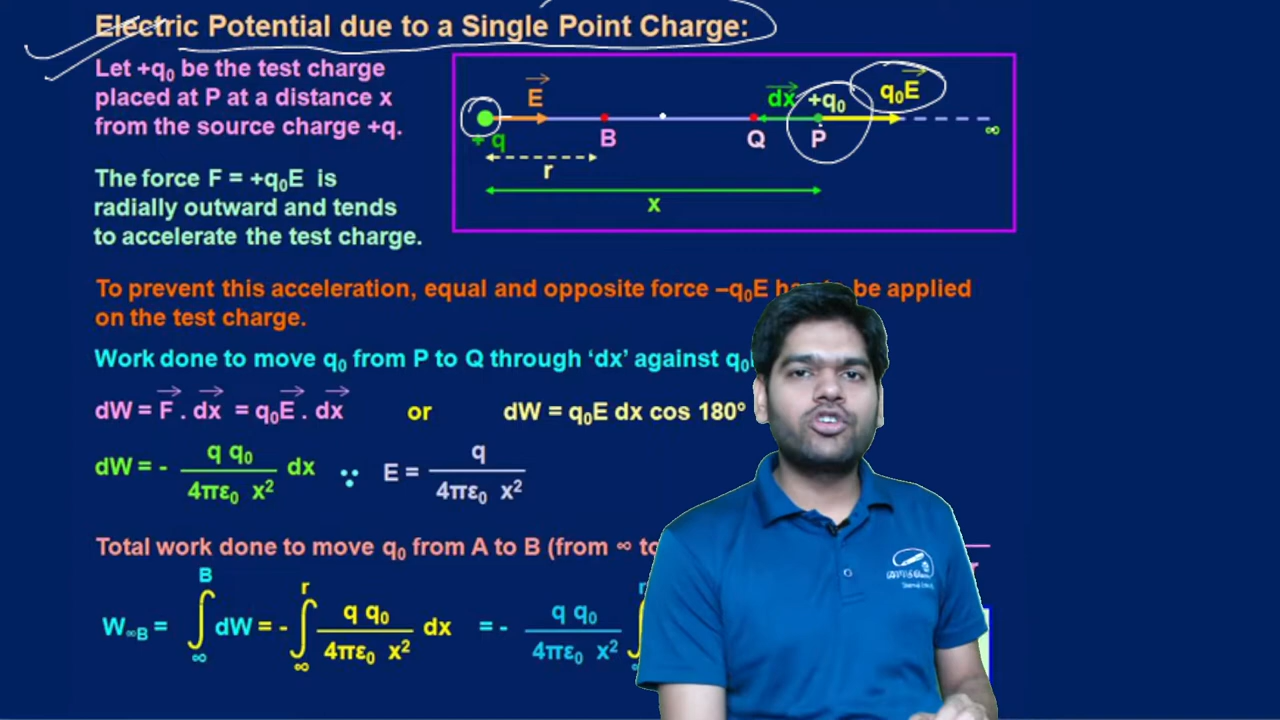 Electric Potential due to a Single Point Charge:
Let +q₀ be the test charge
placed at P at a distance x
from the source charge +q.
E
dx
+q₀
q₀E
+ q
B
Q
P
∞
r
x
The force F = +q₀E is
radially outward and tends
to accelerate the test charge.
To prevent this acceleration, equal and opposite force –q₀E be applied
on the test charge.
Work done to move q₀ from P to Q through ‘dx’ against
dW = F . dx = q₀E . dx or dW = q₀E dx cos 180°
dW = - q q₀ / 4πε₀ x² dx ∵ E = q / 4πε₀ x²
Total work done to move q₀ from A to B (from ∞
W∞B = ∫∞^B dW = - ∫∞^r q q₀ / 4πε₀ x² dx = - q q₀ / 4πε₀ x² ∫